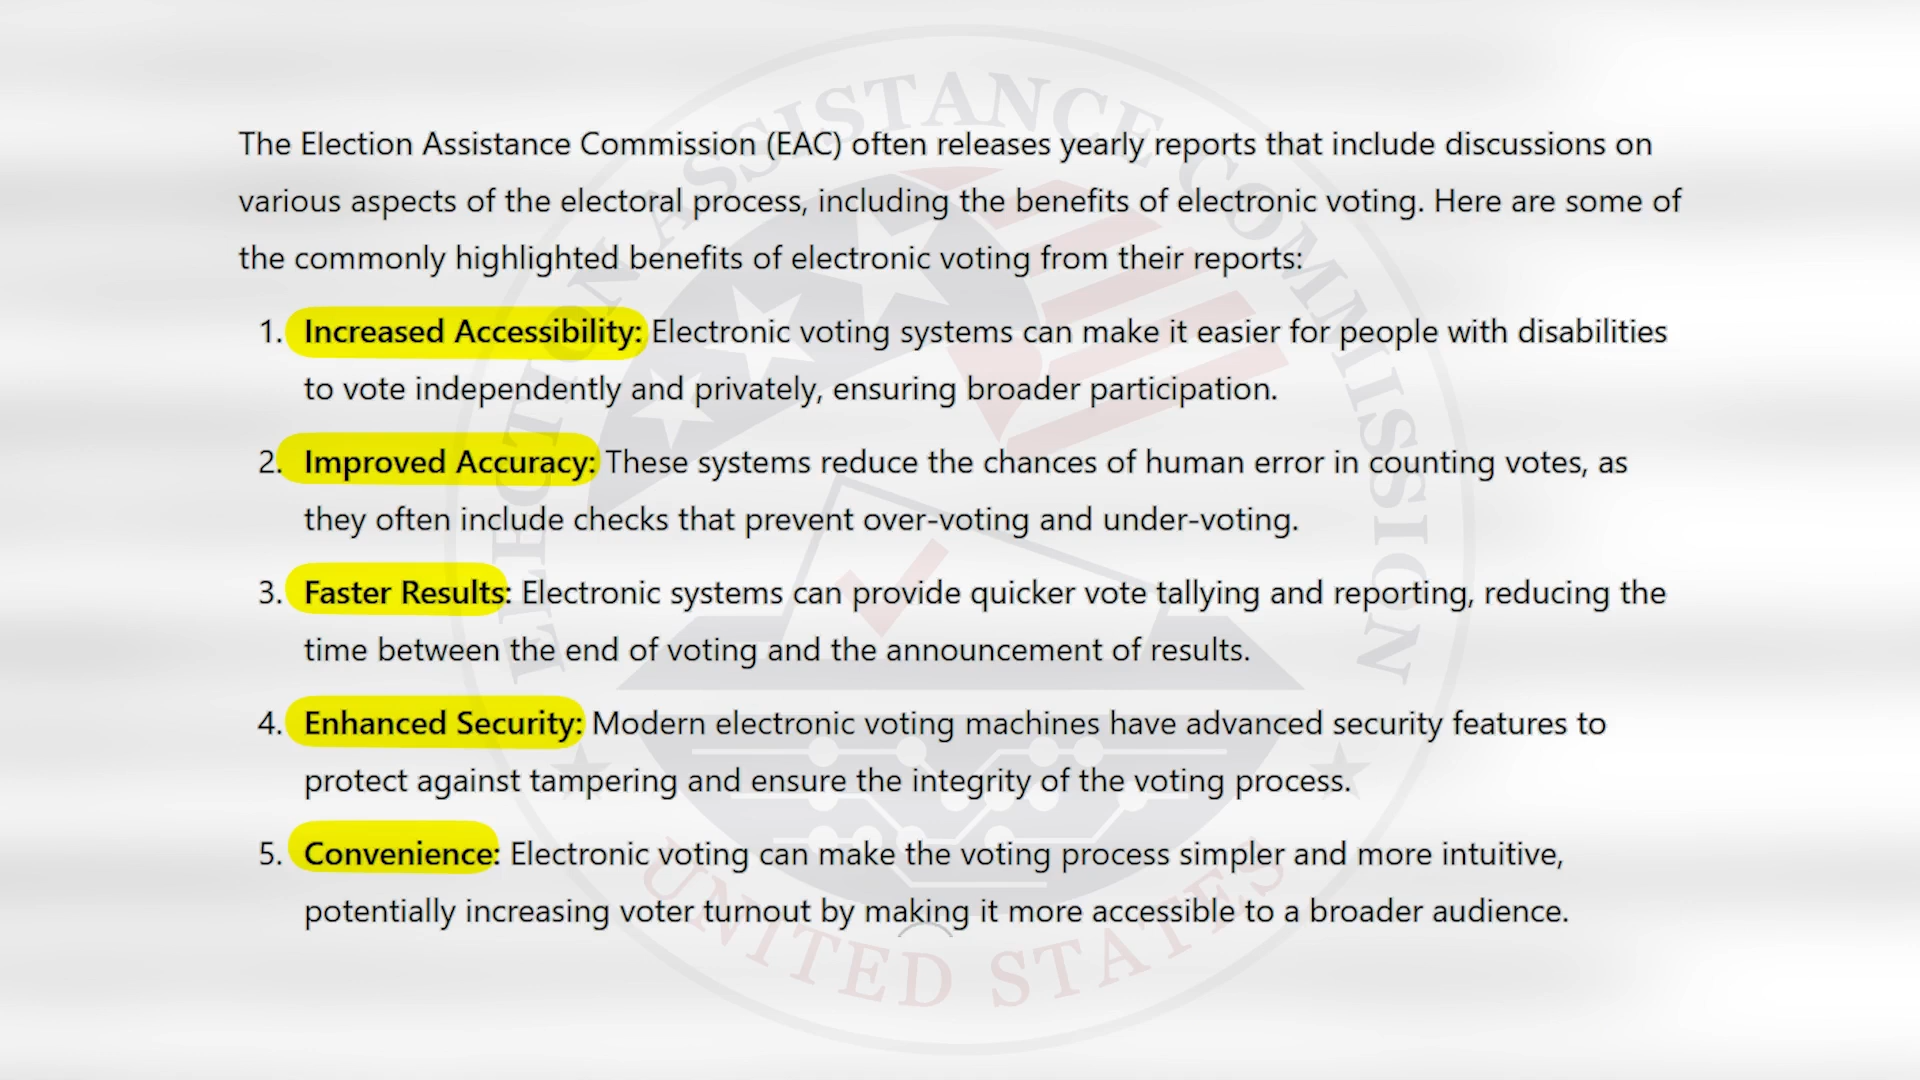 The Election Assistance Commission (EAC) often releases yearly reports that include discussions on
various aspects of the electoral process, including the benefits of electronic voting. Here are some of
the commonly highlighted benefits of electronic voting from their reports:
1. Increased Accessibility: Electronic voting systems can make it easier for people with disabilities
to vote independently and privately, ensuring broader participation.
2. Improved Accuracy: These systems reduce the chances of human error in counting votes, as
they often include checks that prevent over-voting and under-voting.
3. Faster Results: Electronic systems can provide quicker vote tallying and reporting, reducing the
time between the end of voting and the announcement of results.
4. Enhanced Security: Modern electronic voting machines have advanced security features to
protect against tampering and ensure the integrity of the voting process.
5. Convenience: Electronic voting can make the voting process simpler and more intuitive,
potentially increasing voter turnout by making it more accessible to a broader audience.
ELECTION ASSISTANCE COMMISSION
UNITED STATES